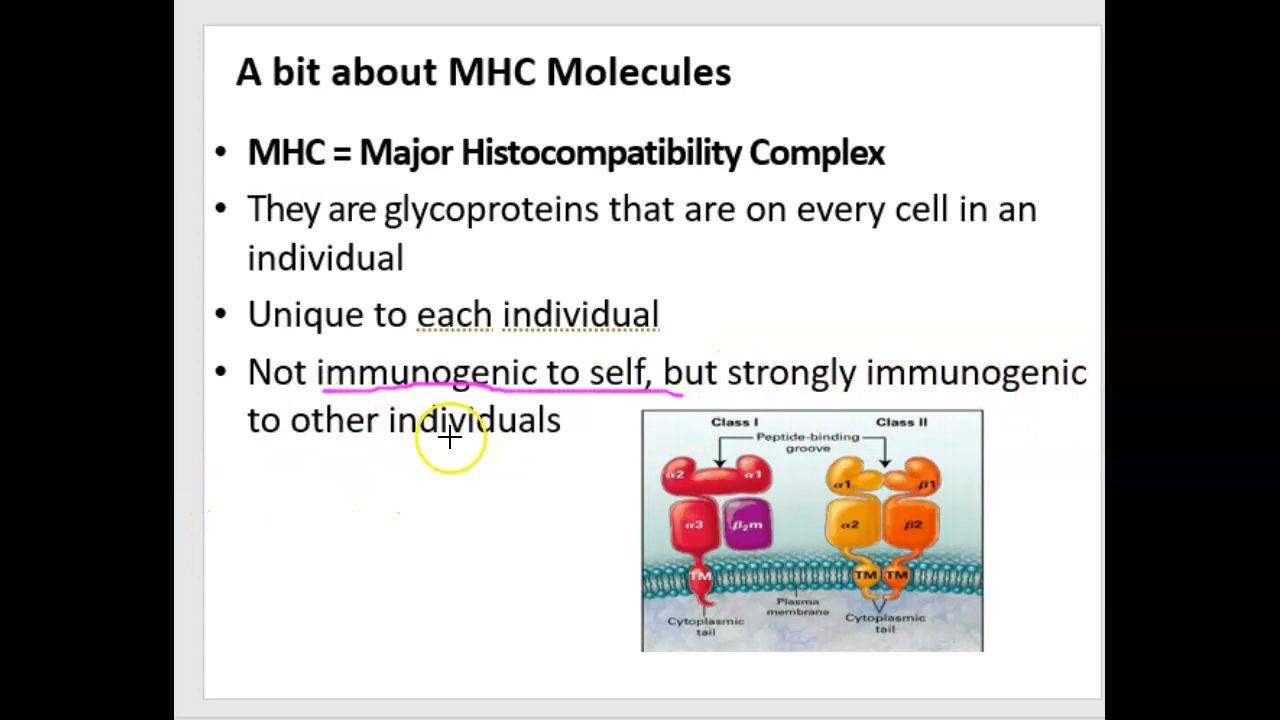 A bit about MHC Molecules
• MHC = Major Histocompatibility Complex
• They are glycoproteins that are on every cell in an
individual
• Unique to each individual
• Not immunogenic to self, but strongly immunogenic
to other individuals
Class I Class II
Peptide-binding
groove
α2 α1 α1 β1
α3 β₂m α2 β2
TM TM TM
Plasma
membrane
Cytoplasmic
tail
Cytoplasmic
tail